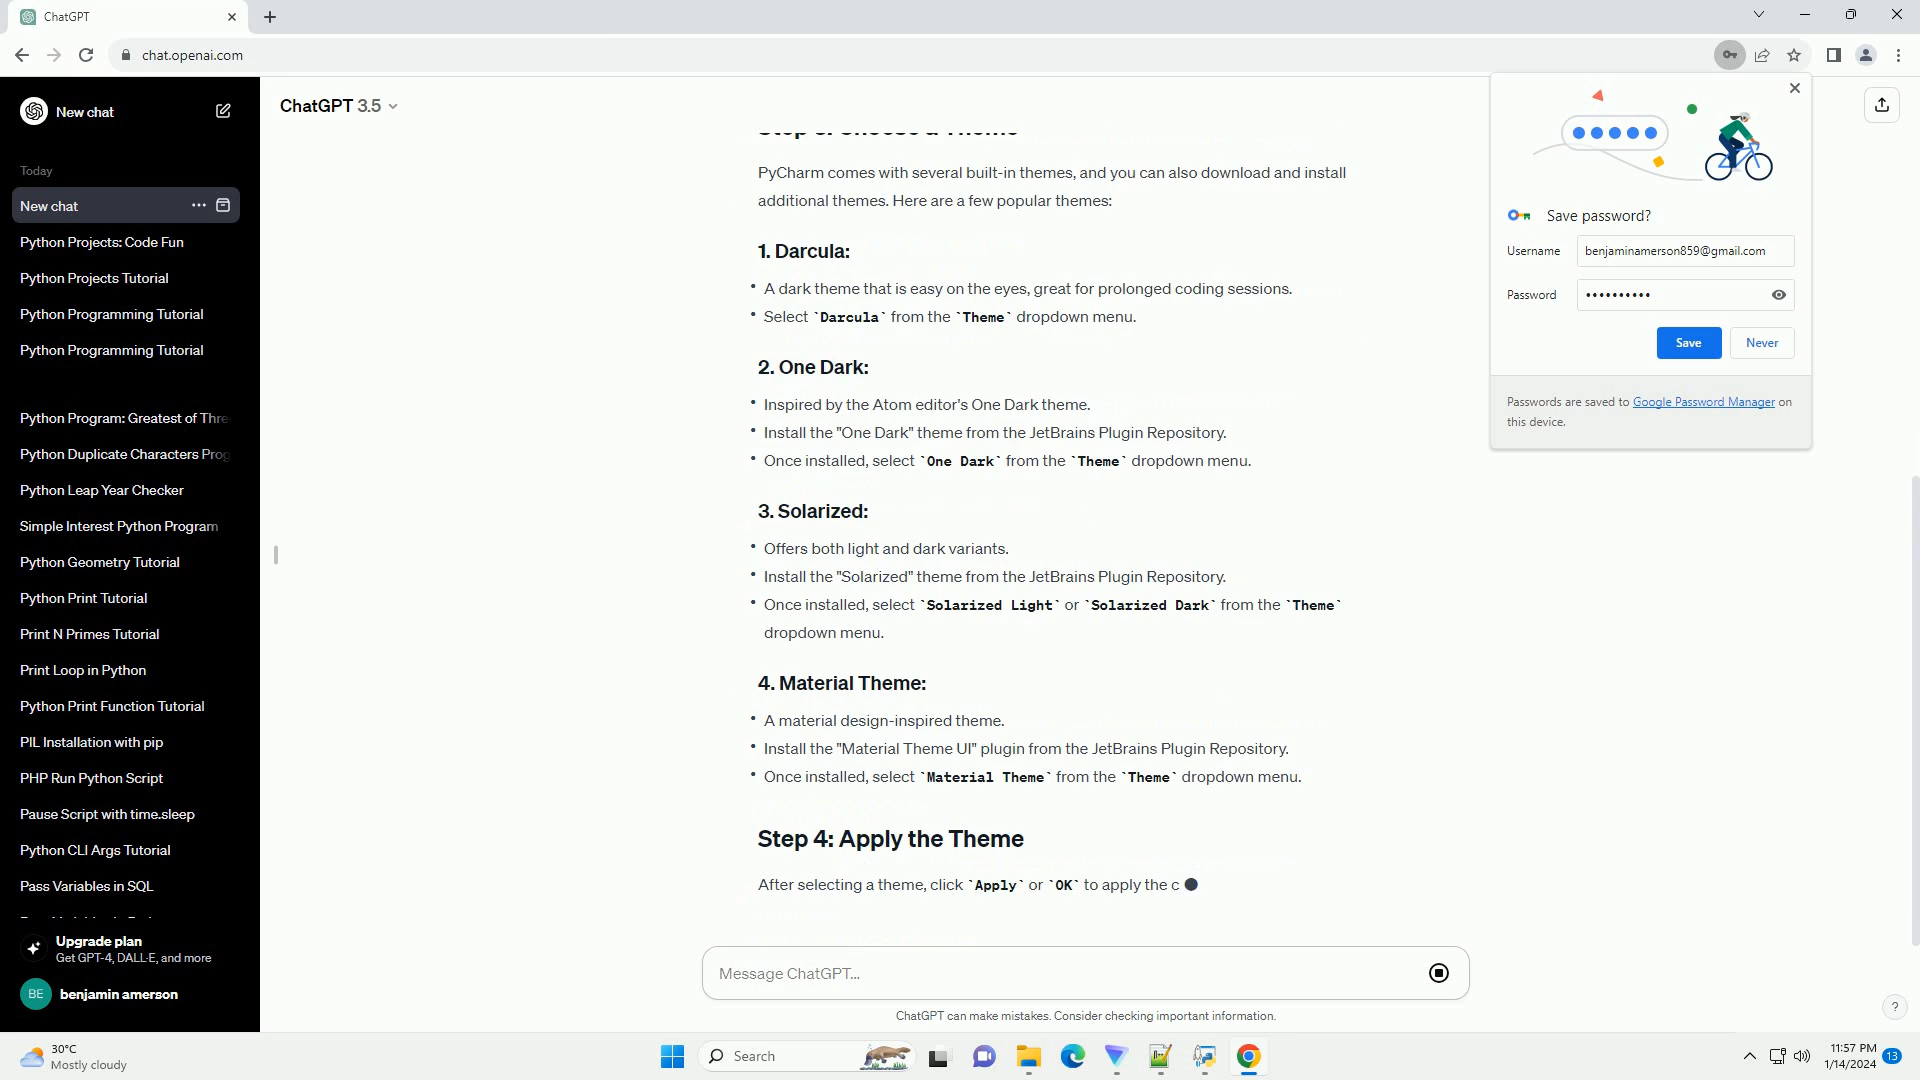 ChatGPT
chat.openai.com
New chat
Today
New chat
Python Projects: Code Fun
Python Projects Tutorial
Python Programming Tutorial
Python Programming Tutorial
Python Program: Greatest of Thre
Python Duplicate Characters Prog
Python Leap Year Checker
Simple Interest Python Program
Python Geometry Tutorial
Python Print Tutorial
Print N Primes Tutorial
Print Loop in Python
Python Print Function Tutorial
PIL Installation with pip
PHP Run Python Script
Pause Script with time.sleep
Python CLI Args Tutorial
Pass Variables in SQL
Upgrade plan
Get GPT-4, DALL·E, and more
BE benjamin amerson
ChatGPT 3.5
PyCharm comes with several built-in themes, and you can also download and install
additional themes. Here are a few popular themes:
1. Darcula:
• A dark theme that is easy on the eyes, great for prolonged coding sessions.
• Select `Darcula` from the `Theme` dropdown menu.
2. One Dark:
• Inspired by the Atom editor's One Dark theme.
• Install the "One Dark" theme from the JetBrains Plugin Repository.
• Once installed, select `One Dark` from the `Theme` dropdown menu.
3. Solarized:
• Offers both light and dark variants.
• Install the "Solarized" theme from the JetBrains Plugin Repository.
• Once installed, select `Solarized Light` or `Solarized Dark` from the `Theme`
dropdown menu.
4. Material Theme:
• A material design-inspired theme.
• Install the "Material Theme UI" plugin from the JetBrains Plugin Repository.
• Once installed, select `Material Theme` from the `Theme` dropdown menu.
Step 4: Apply the Theme
After selecting a theme, click `Apply` or `OK` to apply the c
Message ChatGPT...
ChatGPT can make mistakes. Consider checking important information.
Save password?
Username benjaminamerson859@gmail.com
Password ••••••••••
Save Never
Passwords are saved to Google Password Manager on
this device.
?
30°C
Mostly cloudy
Search
11:57 PM
1/14/2024
13